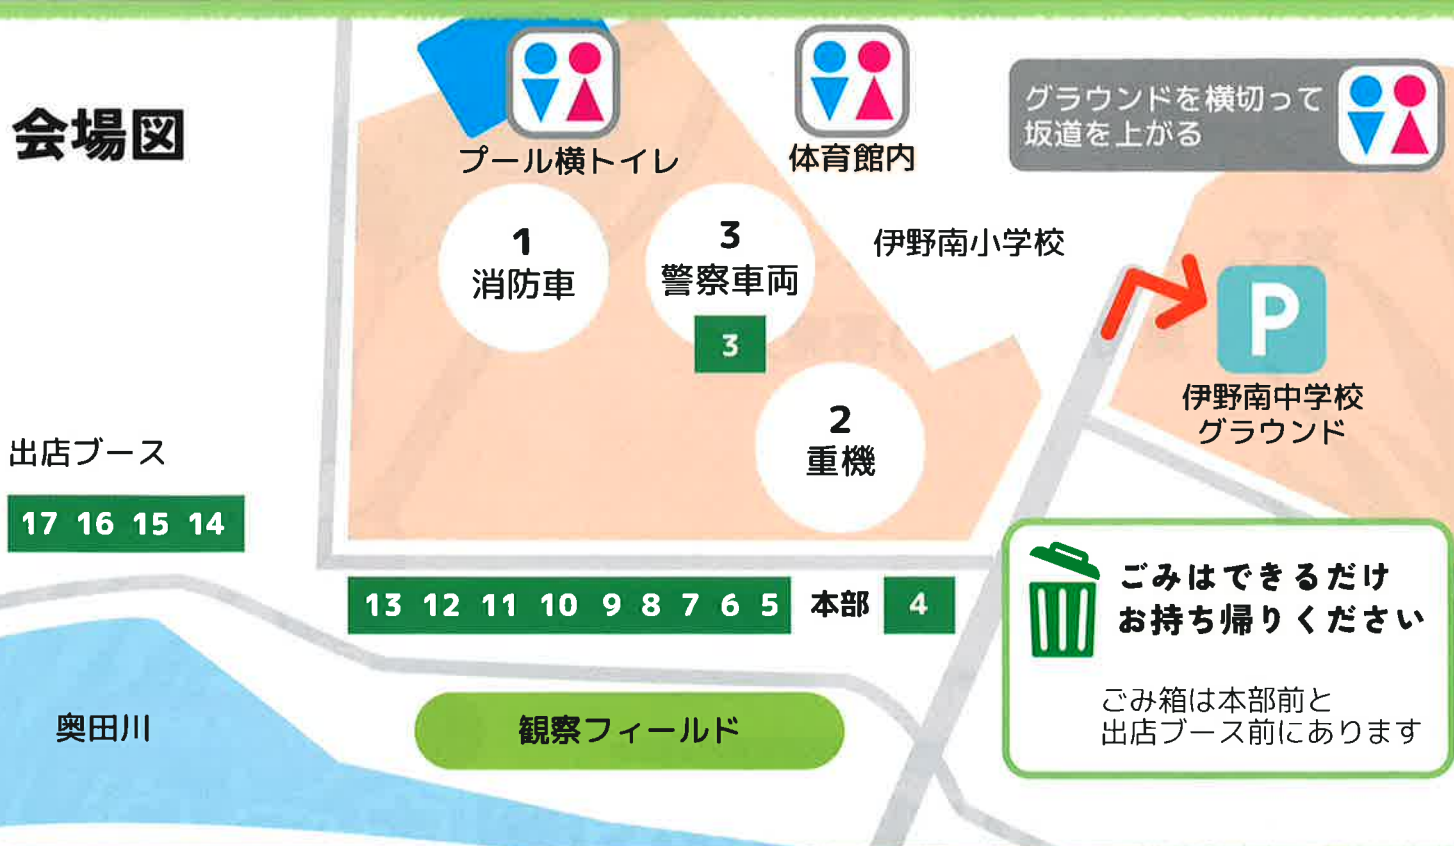 会場図
プール横トイレ
体育館内
グラウンドを横切って
坂道を上がる
1
消防車
3
警察車両
3
伊野南小学校
P
伊野南中学校
グラウンド
2
重機
出店ブース
17 16 15 14
13 12 11 10 9 8 7 6 5
本部
4
ごみはできるだけ
お持ち帰りください
ごみ箱は本部前と
出店ブース前にあります
奥田川
観察フィールド